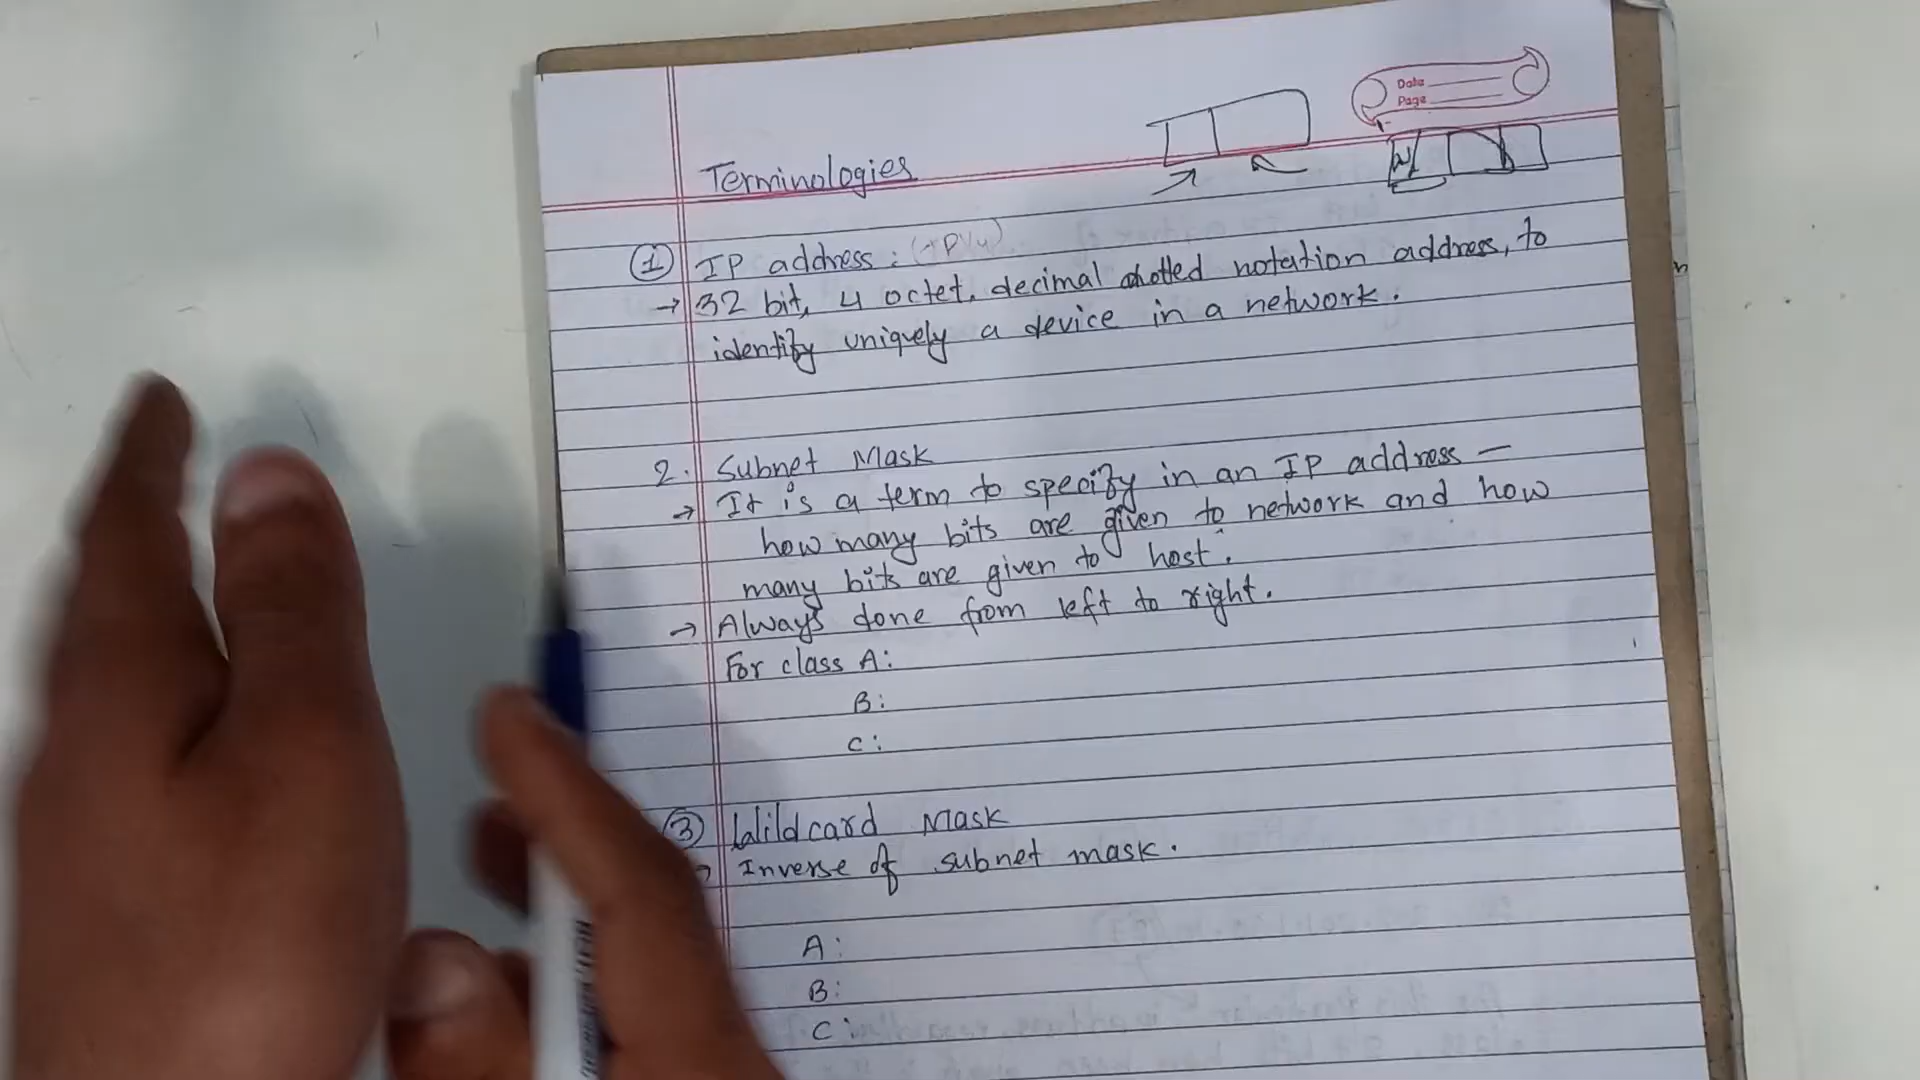 Date
Page
Terminologies
① IP address : (IPV4)
→ 32 bit, 4 octet, decimal dotted notation address, to
identify uniquely a device in a network.
2. Subnet Mask
→ It is a term to specify in an IP address —
how many bits are given to network and how
many bits are given to host.
→ Always done from left to right.
For class A:
B:
C:
③ Wildcard Mask
→ Inverse of subnet mask.
A:
B:
C: